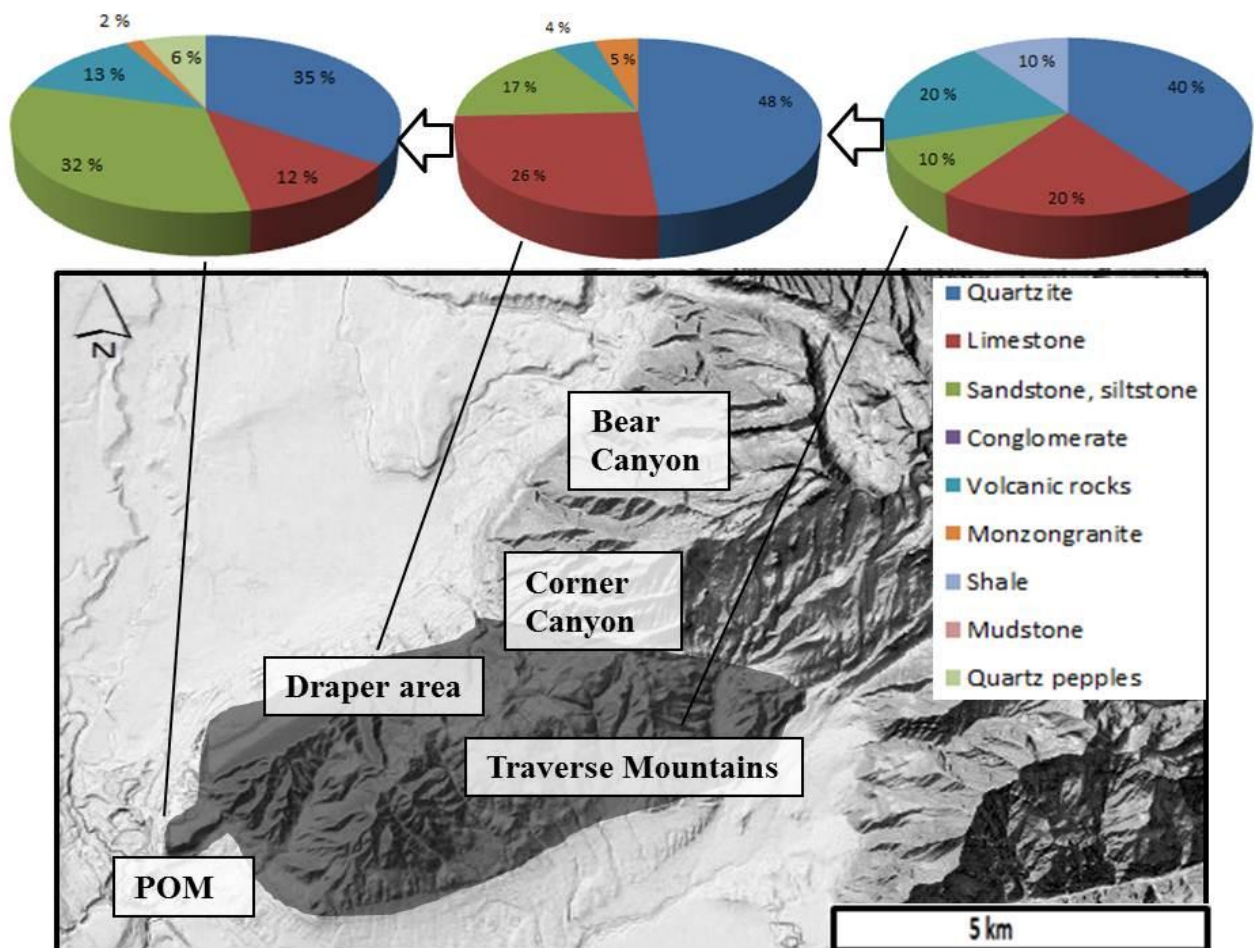 2 %
6 %
35 %
13 %
32 %
12 %
4 %
5 %
17 %
48 %
26 %
10 %
40 %
20 %
10 %
20 %
N
Quartzite
Limestone
Sandstone, siltstone
Conglomerate
Volcanic rocks
Monzongranite
Shale
Mudstone
Quartz pepples
Bear
Canyon
Corner
Canyon
Draper area
Traverse Mountains
POM
5 km